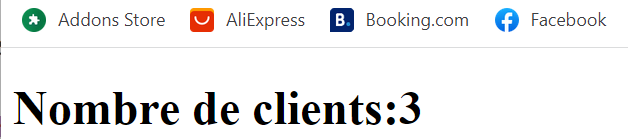 Addons Store AliExpress B. Booking.com Facebook
Nombre de clients:3